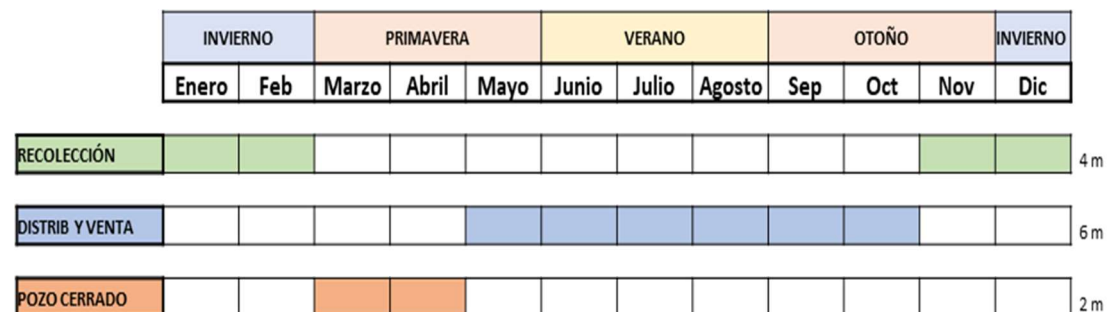 INVIERNO PRIMAVERA VERANO OTOÑO INVIERNO
Enero Feb Marzo Abril Mayo Junio Julio Agosto Sep Oct Nov Dic
RECOLECCIÓN 4 m
DISTRIB Y VENTA 6 m
POZO CERRADO 2 m